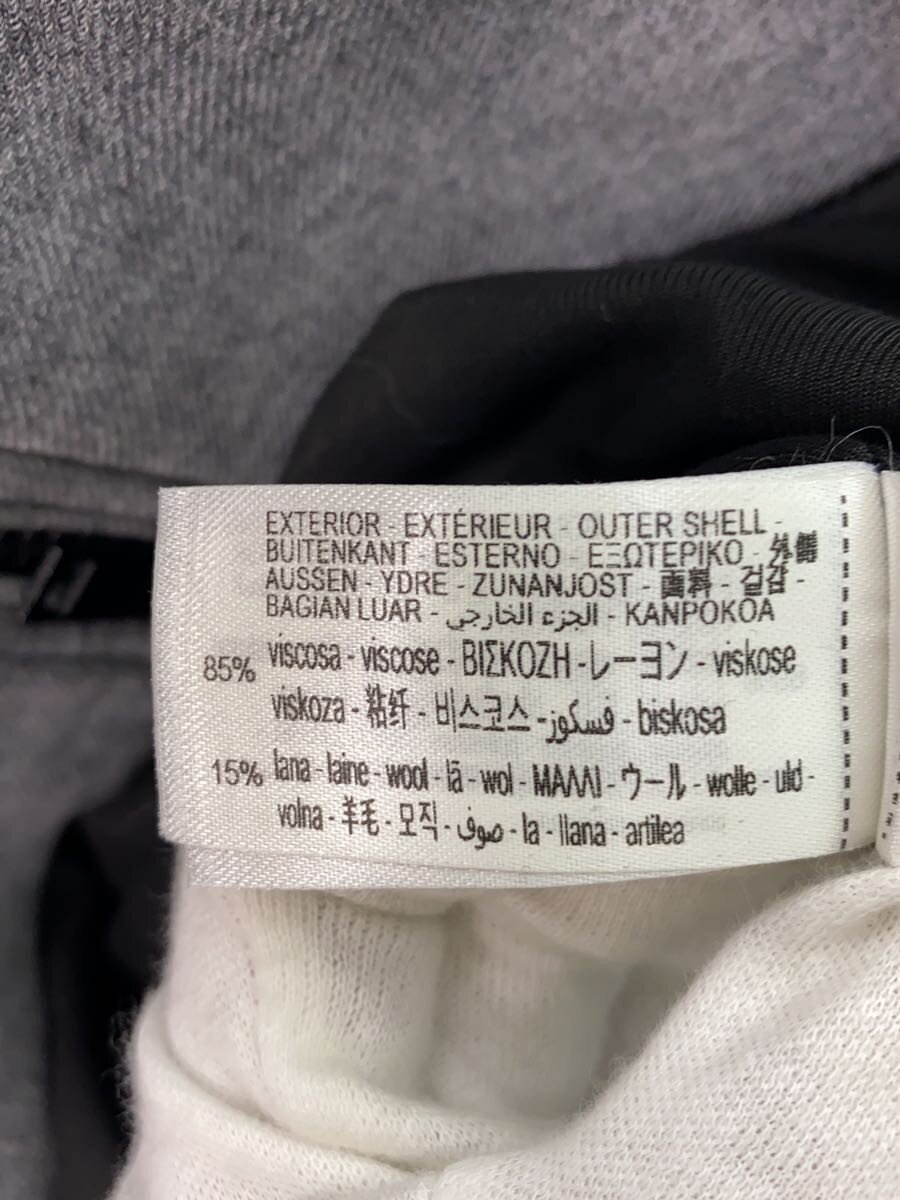 EXTERIOR - EXTÉRIEUR - OUTER SHELL -
BUITENKANT - ESTERNO - ΕΞΩΤΕΡΙΚΟ - 外幬
AUSSEN - YDRE - ZUNANJOST - 面料 - 겉감 -
BAGIAN LUAR - الجزء الخارجي - KANPOKOA
85% viscosa - viscose - ΒΙΣΚΟΖΗ - レーヨン - viskose
viskoza - 粘纤 - 비스코스 - فسكوز - biskosa
15% lana - laine - wool - lã - wol - ΜΑΛΛΙ - ウール - wolle - uld -
volna - 羊毛 - 모직 - صوف - la - llana - artilea